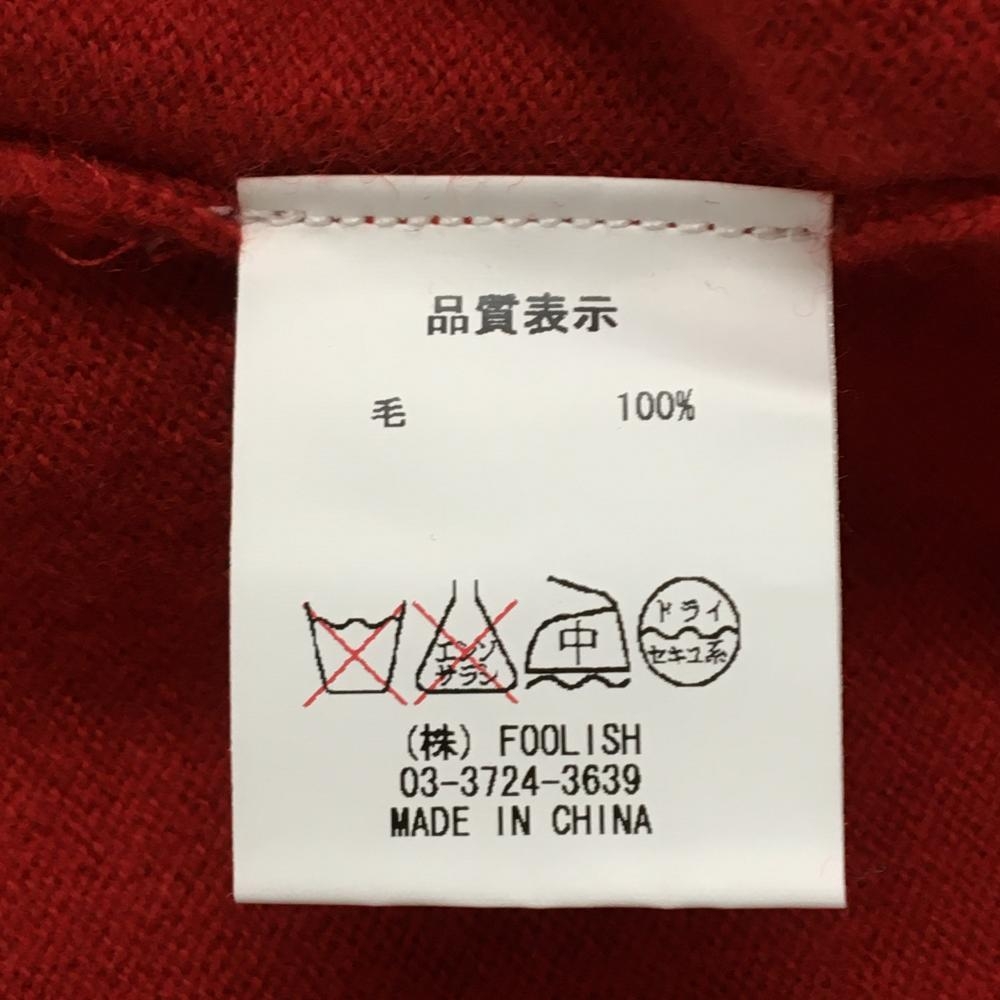 品質表示
毛 100%
エンソ サラシ
中
ドライ
セキユ系
(株) FOOLISH
03-3724-3639
MADE IN CHINA